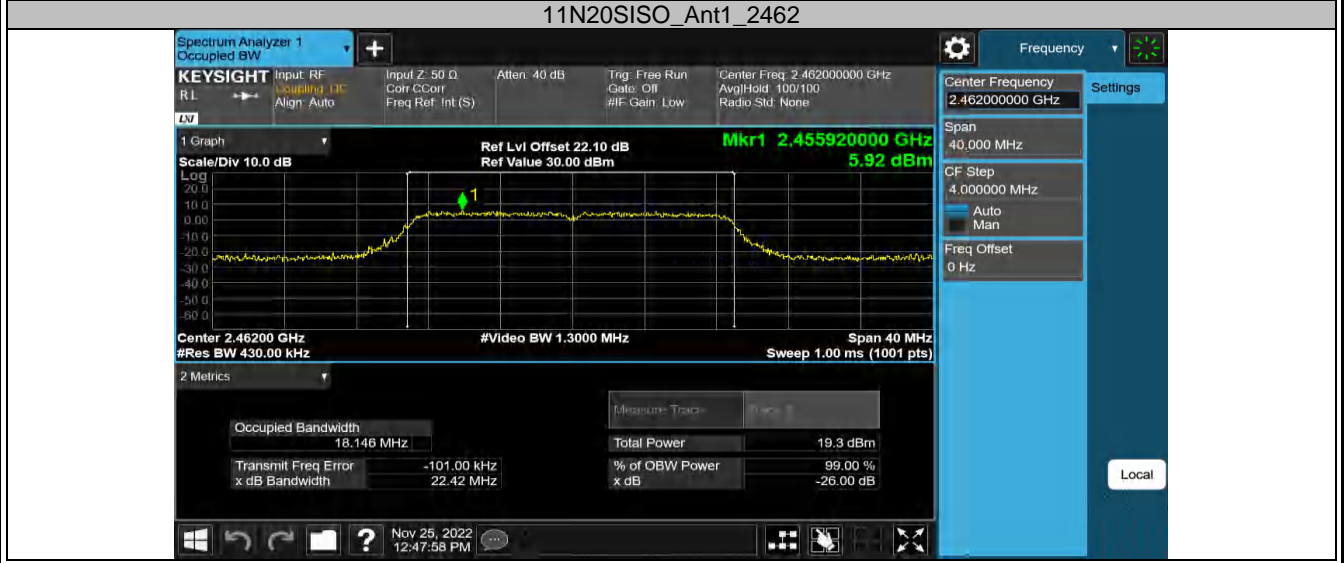 11N20SISO_Ant1_2462
Spectrum Analyzer 1
Occupied BW
Frequency
KEYSIGHT
RL
LXI
Input: RF
Coupling: DC
Align: Auto
Input Z: 50 Ω
Corr CCorr
Freq Ref: Int (S)
Atten: 40 dB
Trig: Free Run
Gate: Off
#IF Gain: Low
Center Freq: 2.462000000 GHz
Avg|Hold: 100/100
Radio Std: None
Center Frequency
2.462000000 GHz
Settings
Span
40.000 MHz
CF Step
4.000000 MHz
Auto
Man
Freq Offset
0 Hz
1 Graph
Scale/Div 10.0 dB
Ref Lvl Offset 22.10 dB
Ref Value 30.00 dBm
Mkr1 2.455920000 GHz
5.92 dBm
Log
20.0
10.0
0.00
-10.0
-20.0
-30.0
-40.0
-50.0
-60.0
1
Center 2.46200 GHz
#Res BW 430.00 kHz
#Video BW 1.3000 MHz
Span 40 MHz
Sweep 1.00 ms (1001 pts)
2 Metrics
Measure Trace
Trace 1
Occupied Bandwidth
18.146 MHz
Total Power
19.3 dBm
Transmit Freq Error
-101.00 kHz
% of OBW Power
99.00 %
x dB Bandwidth
22.42 MHz
x dB
-26.00 dB
Local
Nov 25, 2022
12:47:58 PM